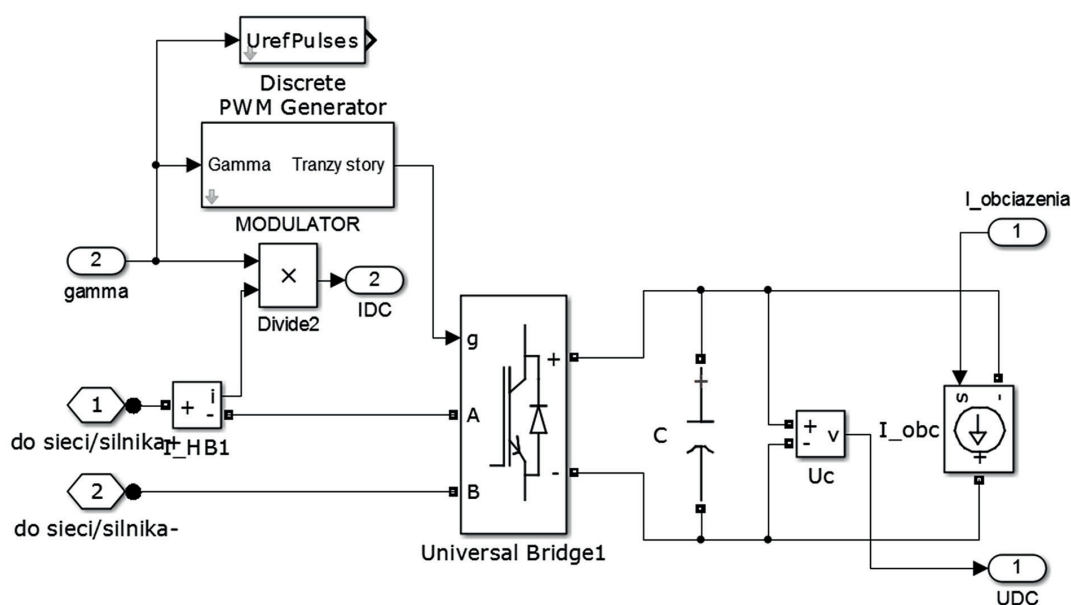 UrefPulses
Discrete
PWM Generator
Gamma Tranzy story
MODULATOR
I_obciazenia
1
2
gamma
×
Divide2
2
IDC
g
+
A
B
-
Universal Bridge1
1
+ i
-
do sieci/silnika+
I_HB1
2
do sieci/silnika-
+
C
+
- v
Uc
s -
I_obc
+
1
UDC